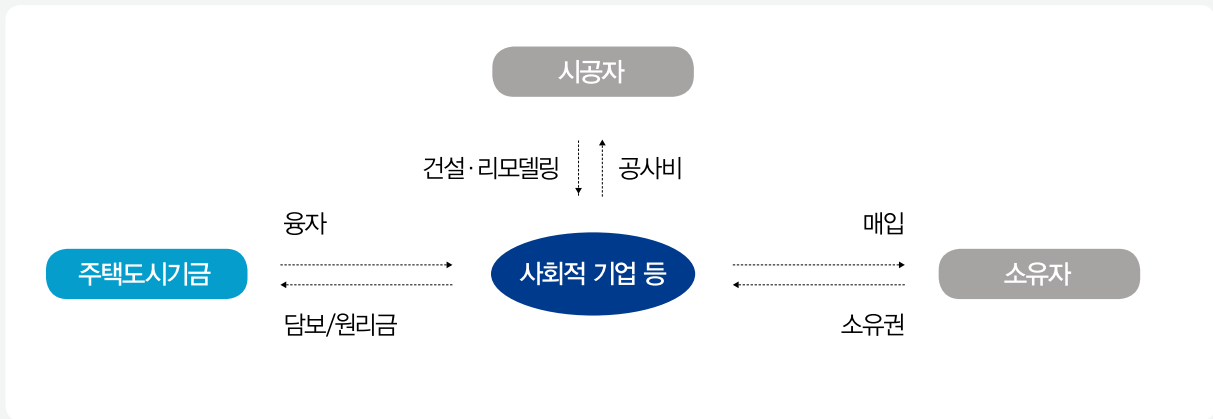 시공자
건설·리모델링
공사비
융자
매입
주택도시기금
사회적 기업 등
소유자
담보/원리금
소유권